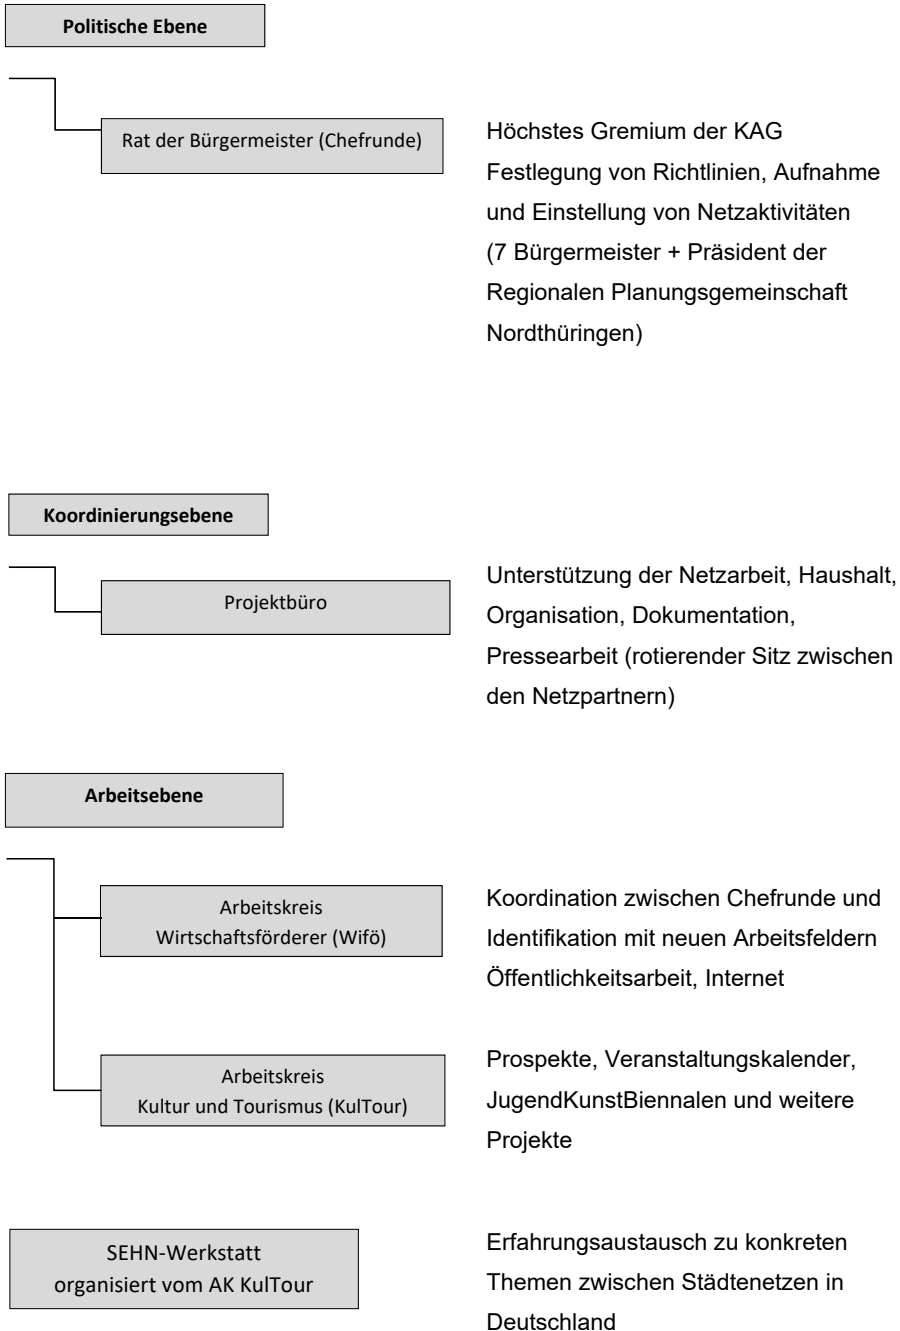 Politische Ebene
Rat der Bürgermeister (Chefrunde)
Höchstes Gremium der KAG
Festlegung von Richtlinien, Aufnahme
und Einstellung von Netzaktivitäten
(7 Bürgermeister + Präsident der
Regionalen Planungsgemeinschaft
Nordthüringen)
Koordinierungsebene
Projektbüro
Unterstützung der Netzarbeit, Haushalt,
Organisation, Dokumentation,
Pressearbeit (rotierender Sitz zwischen
den Netzpartnern)
Arbeitsebene
Arbeitskreis
Wirtschaftsförderer (Wifö)
Koordination zwischen Chefrunde und
Identifikation mit neuen Arbeitsfeldern
Öffentlichkeitsarbeit, Internet
Arbeitskreis
Kultur und Tourismus (KulTour)
Prospekte, Veranstaltungskalender,
JugendKunstBiennalen und weitere
Projekte
SEHN-Werkstatt
organisiert vom AK KulTour
Erfahrungsaustausch zu konkreten
Themen zwischen Städtenetzen in
Deutschland